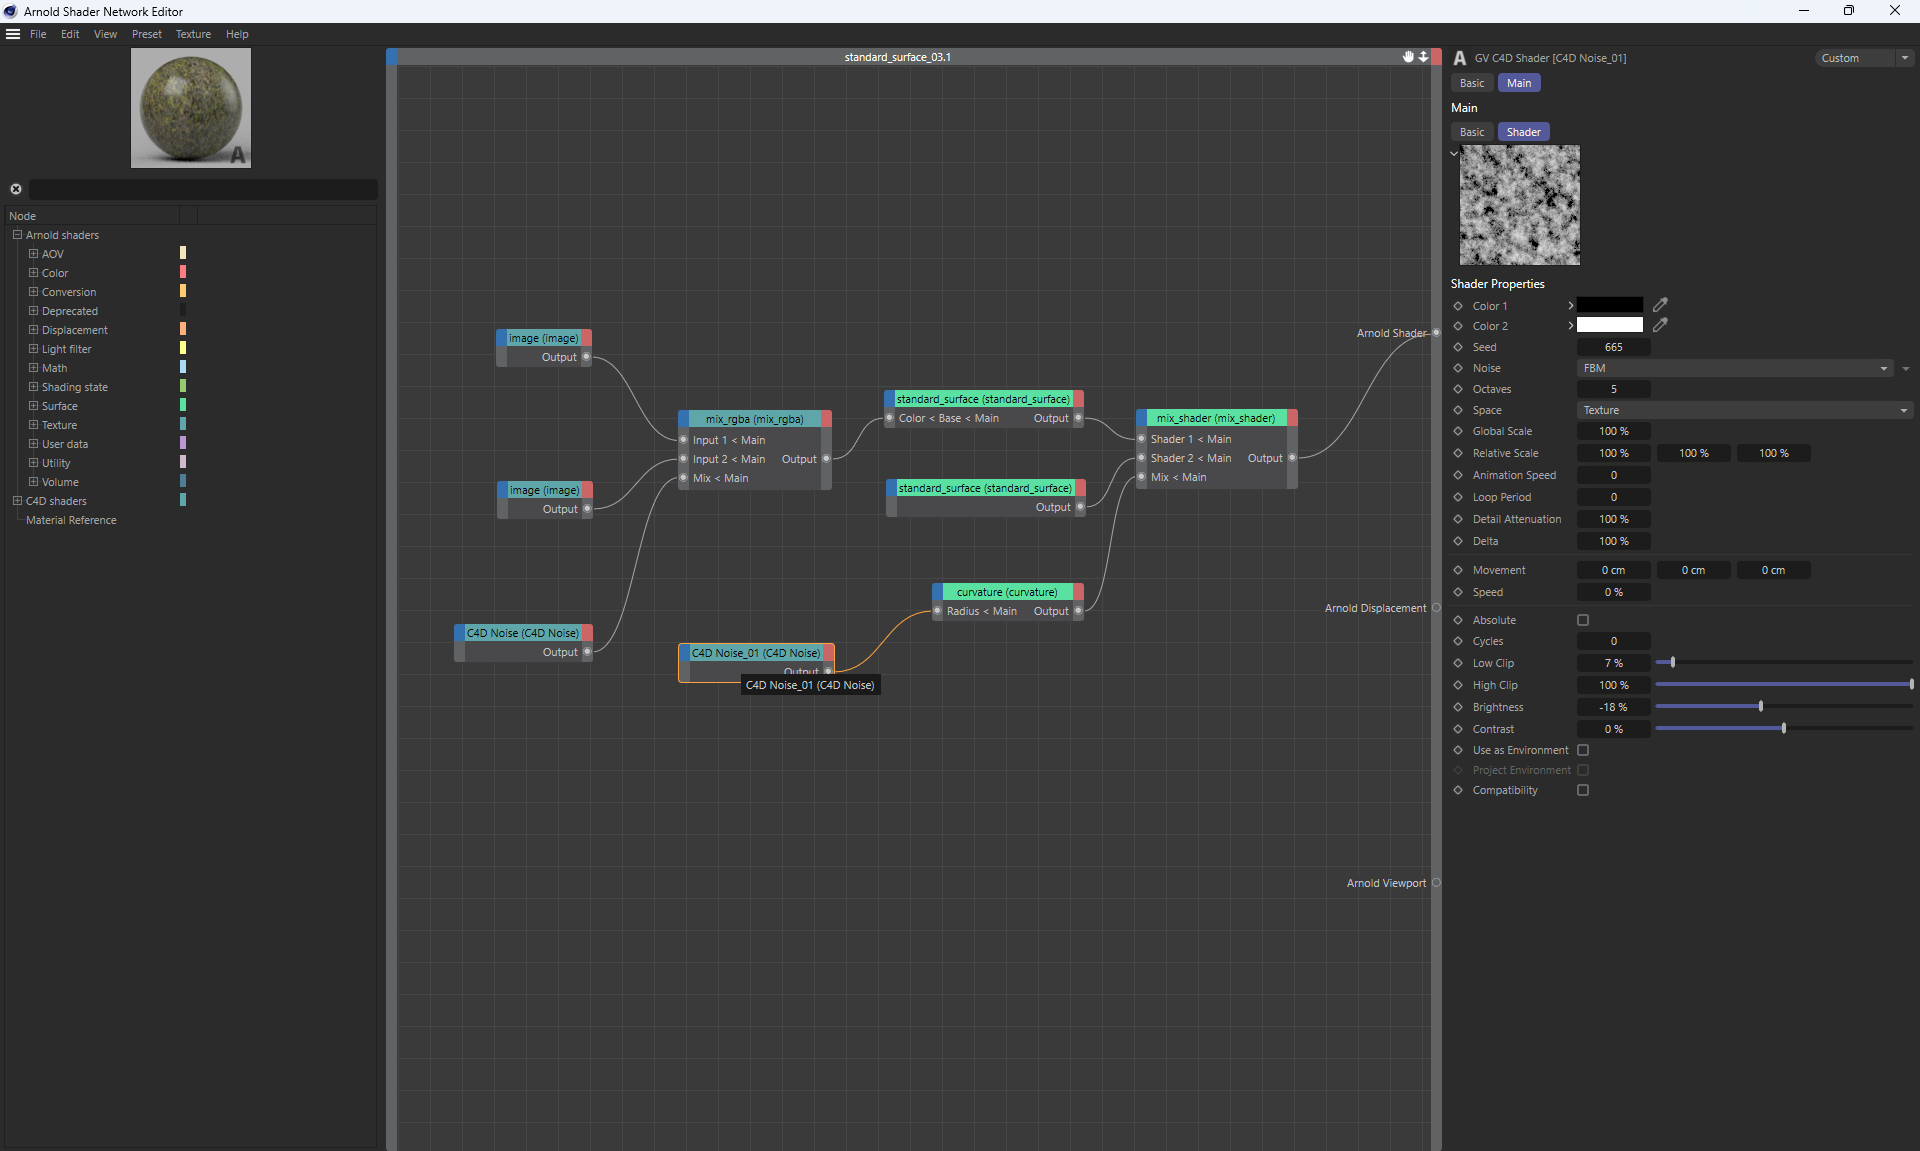 Arnold Shader Network Editor
File Edit View Preset Texture Help
standard_surface_03.1
A
Node
Arnold shaders
AOV
Color
Conversion
Deprecated
Displacement
Light filter
Math
Shading state
Surface
Texture
User data
Utility
Volume
C4D shaders
Material Reference
image (image)
Output
image (image)
Output
C4D Noise (C4D Noise)
Output
mix_rgba (mix_rgba)
Input 1 < Main
Input 2 < Main Output
Mix < Main
C4D Noise_01 (C4D Noise)
Output
C4D Noise_01 (C4D Noise)
standard_surface (standard_surface)
Color < Base < Main Output
standard_surface (standard_surface)
Output
curvature (curvature)
Radius < Main Output
mix_shader (mix_shader)
Shader 1 < Main
Shader 2 < Main Output
Mix < Main
Arnold Shader
Arnold Displacement
Arnold Viewport
A GV C4D Shader [C4D Noise_01] Custom
Basic Main
Main
Basic Shader
Shader Properties
Color 1
Color 2
Seed 665
Noise FBM
Octaves 5
Space Texture
Global Scale 100 %
Relative Scale 100 % 100 % 100 %
Animation Speed 0
Loop Period 0
Detail Attenuation 100 %
Delta 100 %
Movement 0 cm 0 cm 0 cm
Speed 0 %
Absolute
Cycles 0
Low Clip 7 %
High Clip 100 %
Brightness -18 %
Contrast 0 %
Use as Environment
Project Environment
Compatibility